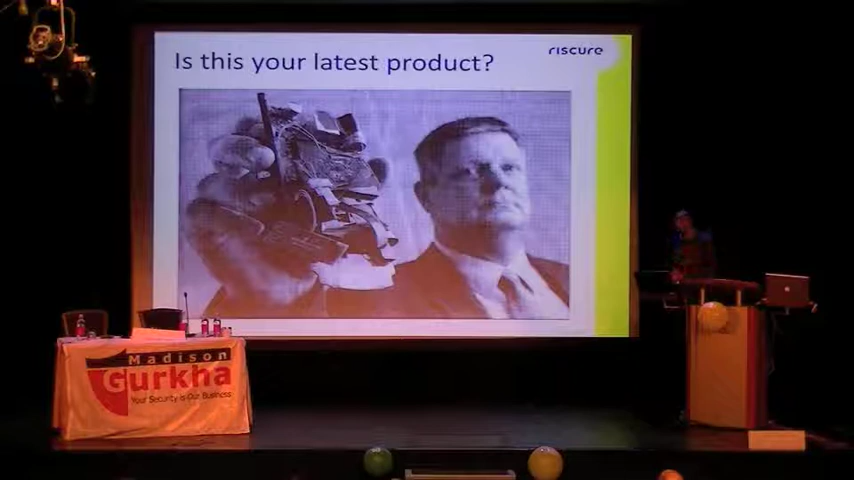 Is this your latest product?
riscure
Madison
Gurkha
Your Security is Our Business